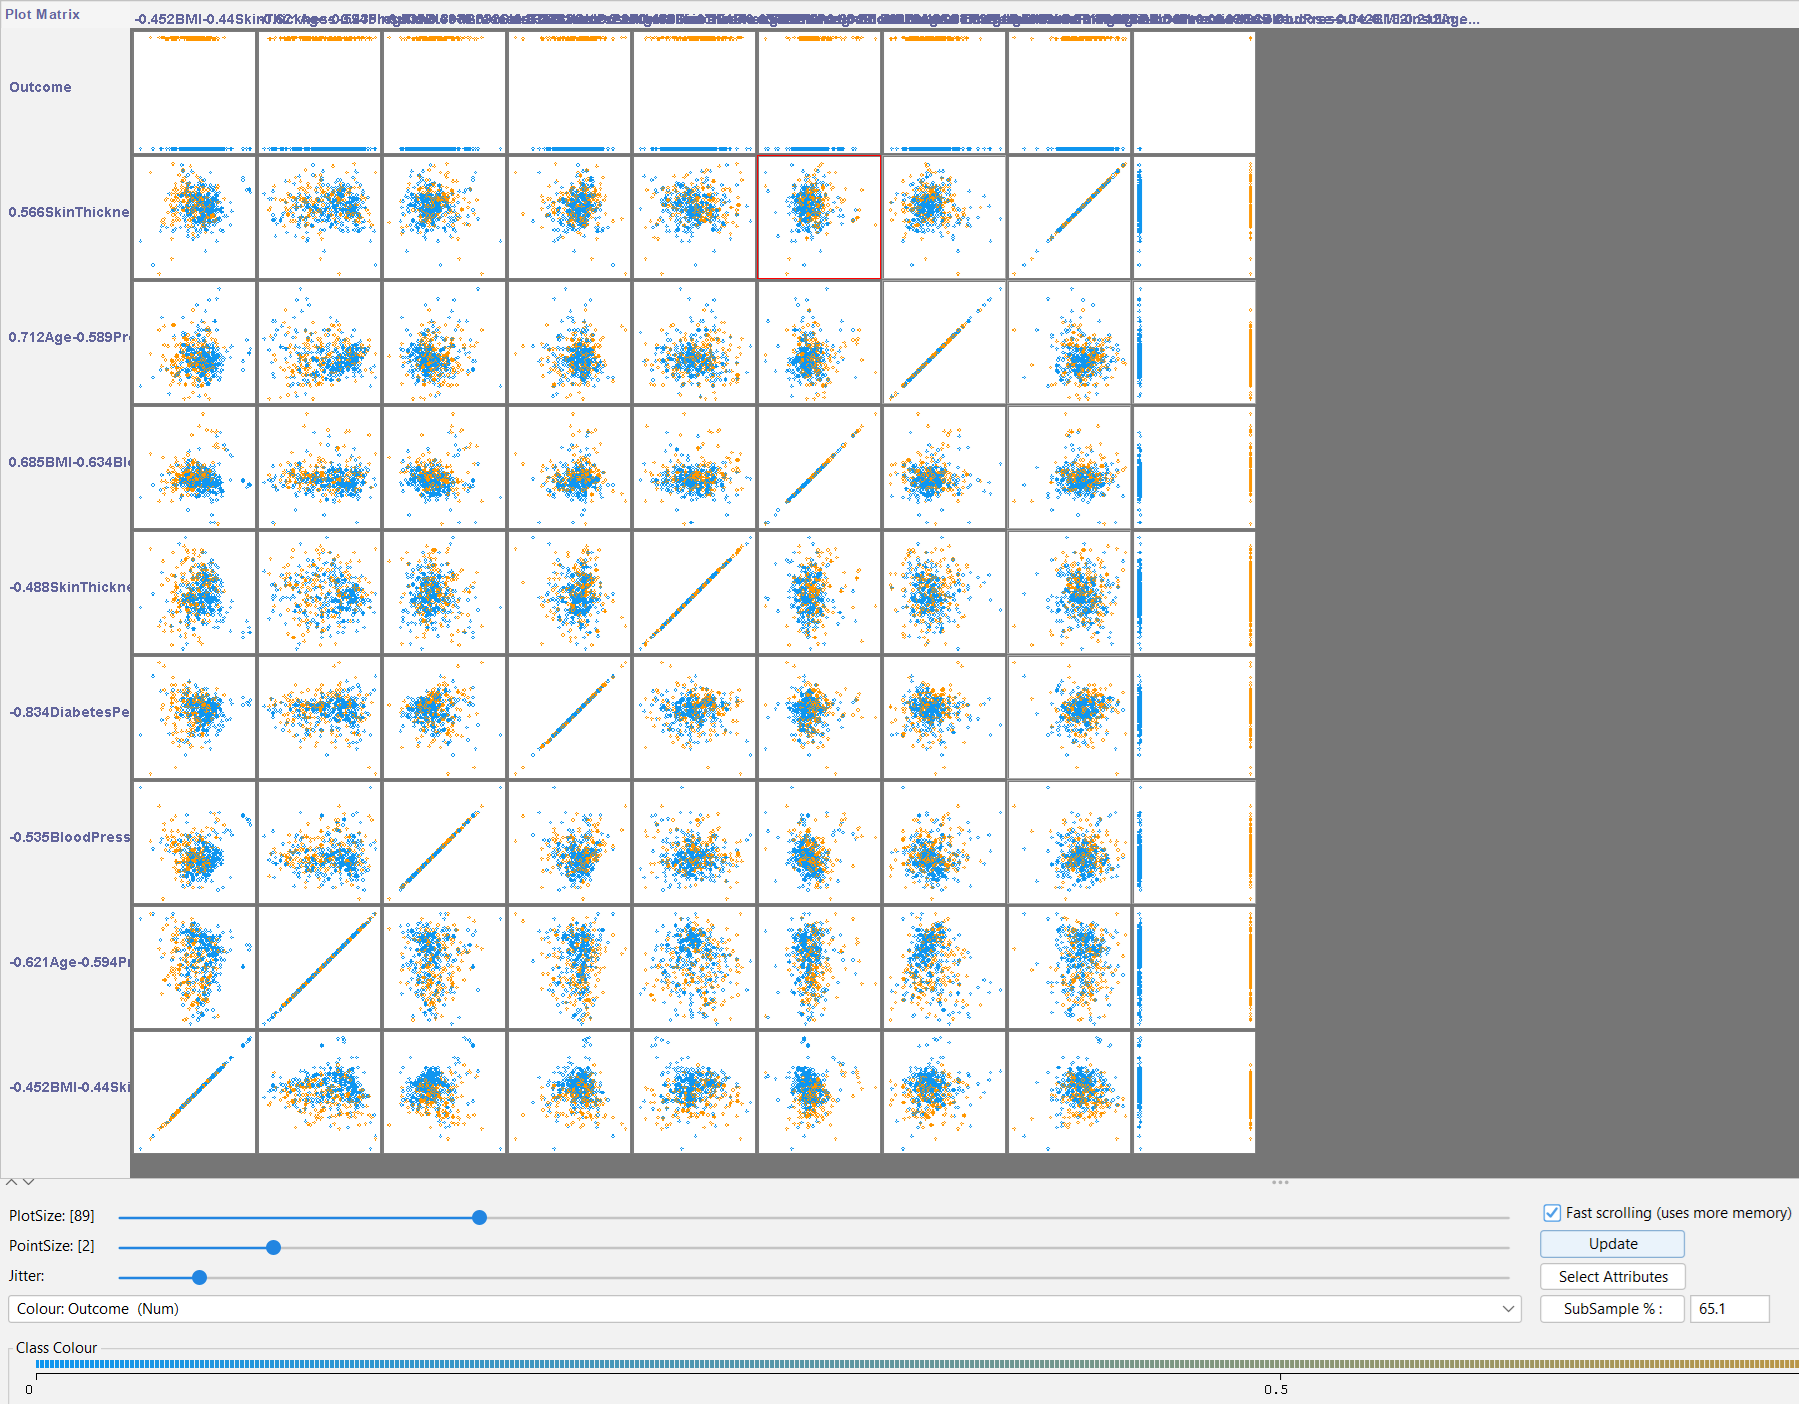 Plot Matrix
-0.452BMI-0.44Skin
Outcome
0.566SkinThickne
0.712Age-0.589Pr
0.685BMI-0.634Bl
-0.488SkinThickne
-0.834DiabetesPe
-0.535BloodPress
-0.621Age-0.594P
-0.452BMI-0.44Ski
PlotSize: [89]
Fast scrolling (uses more memory)
PointSize: [2]
Update
Jitter:
Select Attributes
Colour: Outcome (Num)
SubSample % :
65.1
Class Colour
0
0.5